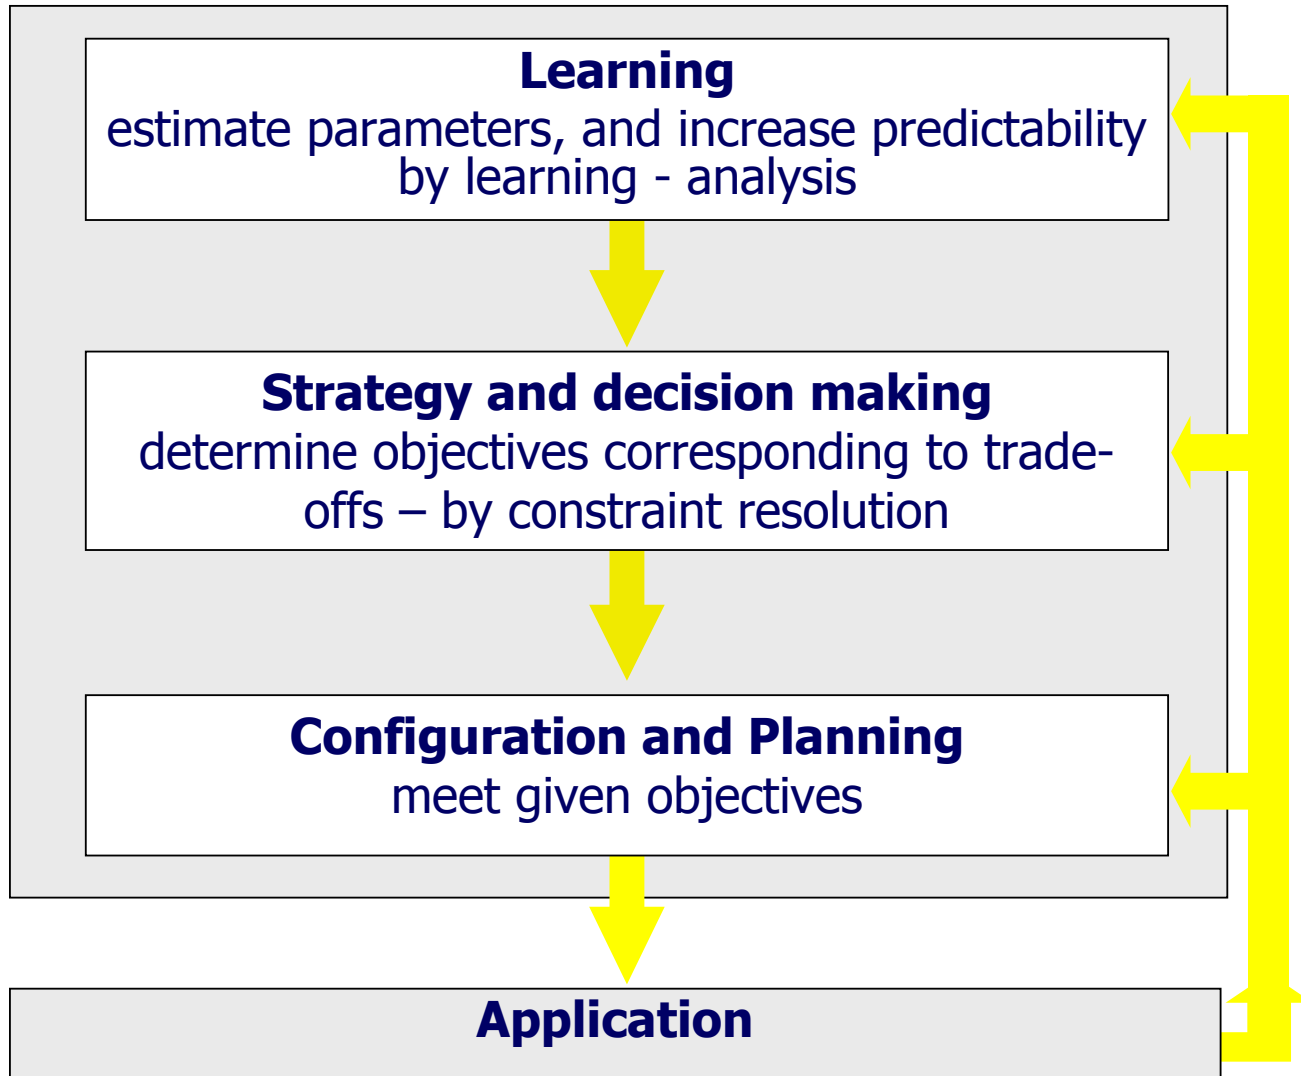 Learning
estimate parameters, and increase predictability
by learning - analysis
Strategy and decision making
determine objectives corresponding to trade-
offs – by constraint resolution
Configuration and Planning
meet given objectives
Application